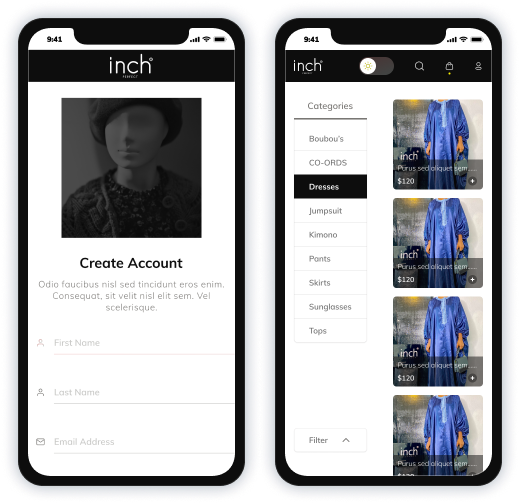 9:41
inch
PERFECT
Create Account
Odio faucibus nisl sed tincidunt eros enim.
Consequat, sit velit nisl elit sem. Vel
scelerisque.
First Name
Last Name
Email Address
9:41
inch
Categories
Boubou's
CO-ORDS
Dresses
Jumpsuit
Kimono
Pants
Skirts
Sunglasses
Tops
Filter
inch
Purus sed aliquet sem....
$120
+
inch
Purus sed aliquet sem....
$120
+
inch
Purus sed aliquet sem....
$120
+
inch
Purus sed aliquet sem....